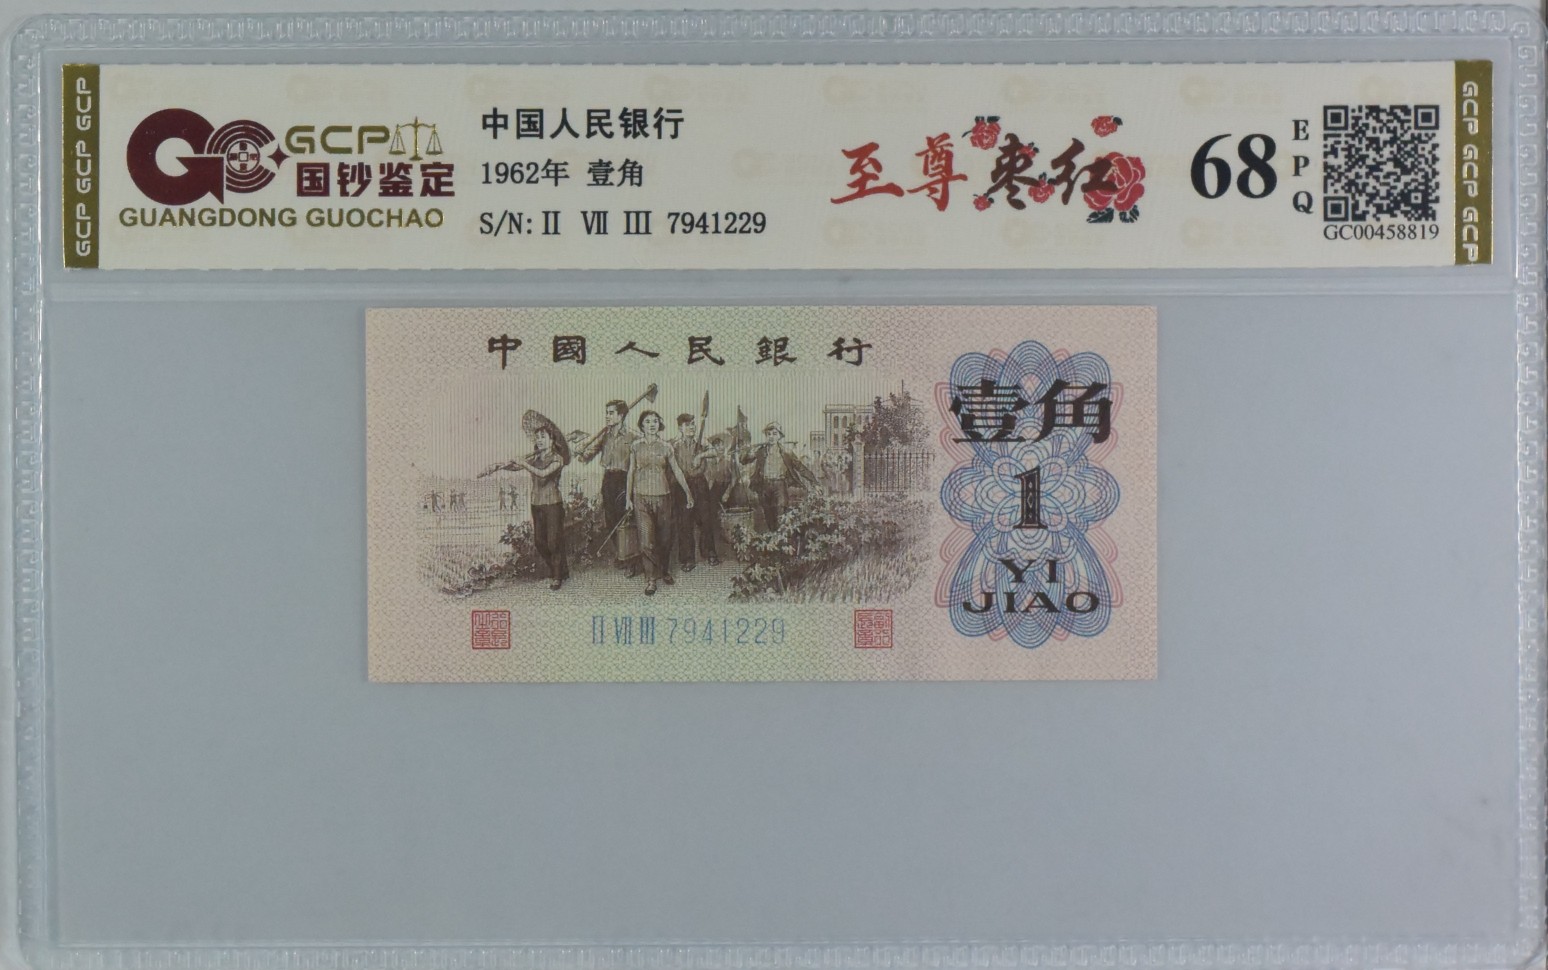 GCP GCP GCP
GCP
国钞鉴定
GUANGDONG GUOCHAO
中国人民银行
1962年 壹角
S/N: II VII III 7941229
至尊枣红
68
EPQ
GC00458819
GCP GCP GCP
中國人民銀行
壹角
1
YI
JIAO
II VII III 7941229